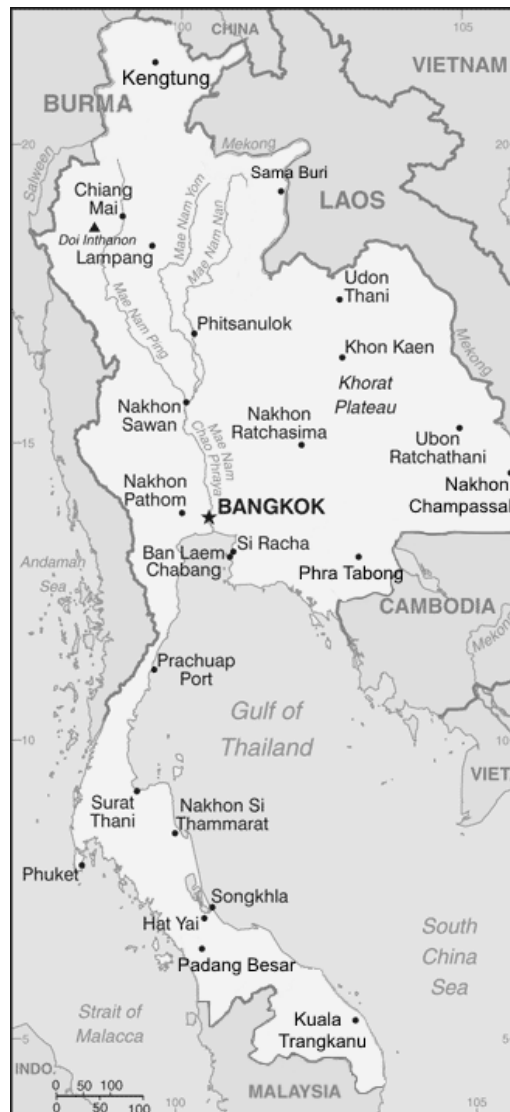 100
CHINA
105
VIETNAM
Kengtung
BURMA
20
20
Salween
Mekong
Sama Buri
LAOS
Chiang
Mai
Mae Nam Yom
Mae Nam Nan
Doi Inthanon
Lampang
Udon
Thani
Mae Nam Ping
Phitsanulok
Khon Kaen
Mekong
Khorat
Plateau
Nakhon
Sawan
Nakhon
Ratchasima
Mae Nam
Chao Phraya
Ubon
Ratchathani
15
Nakhon
Pathom
Nakhon
Champassak
BANGKOK
Si Racha
Ban Laem
Chabang
Phra Tabong
Andaman
Sea
CAMBODIA
Mekong
Prachuap
Port
Gulf of
Thailand
10
10
VIET
Surat
Thani
Nakhon Si
Thammarat
Phuket
Songkhla
Hat Yai
South
China
Sea
Padang Besar
Strait of
Malacca
Kuala
Trangkanu
5
5
INDO.
0 50 100
0 50 100
100
MALAYSIA
105